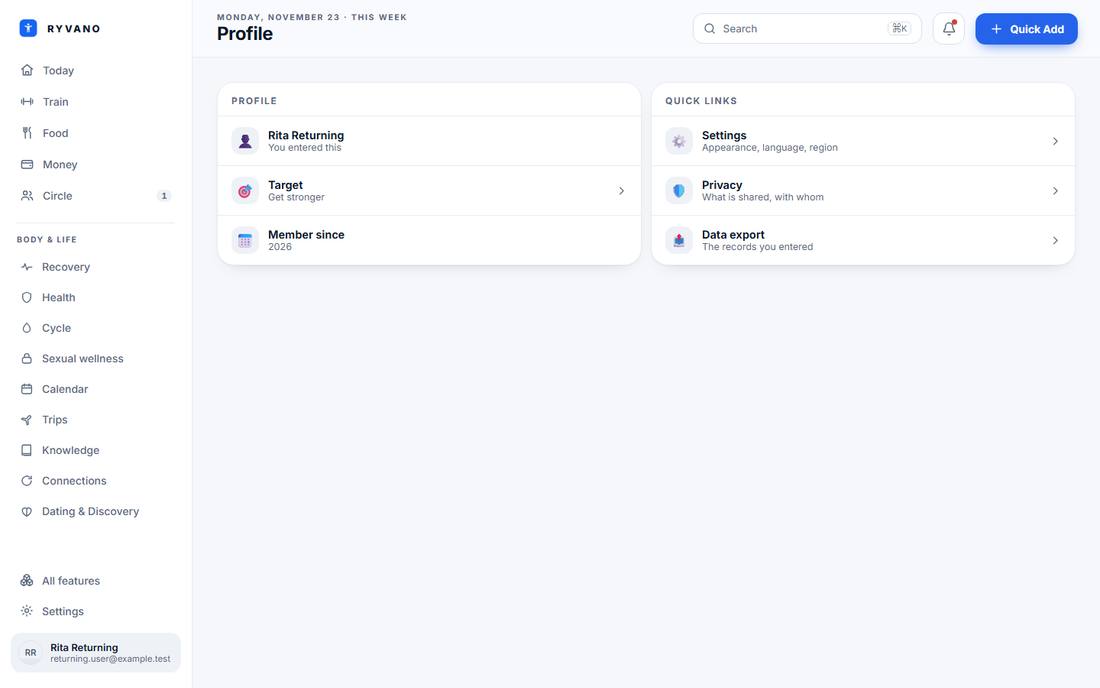 RYVANO
Today
Train
Food
Money
Circle
1
BODY & LIFE
Recovery
Health
Cycle
Sexual wellness
Calendar
Trips
Knowledge
Connections
Dating & Discovery
All features
Settings
RR
Rita Returning
returning.user@example.test
MONDAY, NOVEMBER 23 · THIS WEEK
Profile
Search
⌘K
Quick Add
PROFILE
Rita Returning
You entered this
Target
Get stronger
Member since
2026
QUICK LINKS
Settings
Appearance, language, region
Privacy
What is shared, with whom
Data export
The records you entered